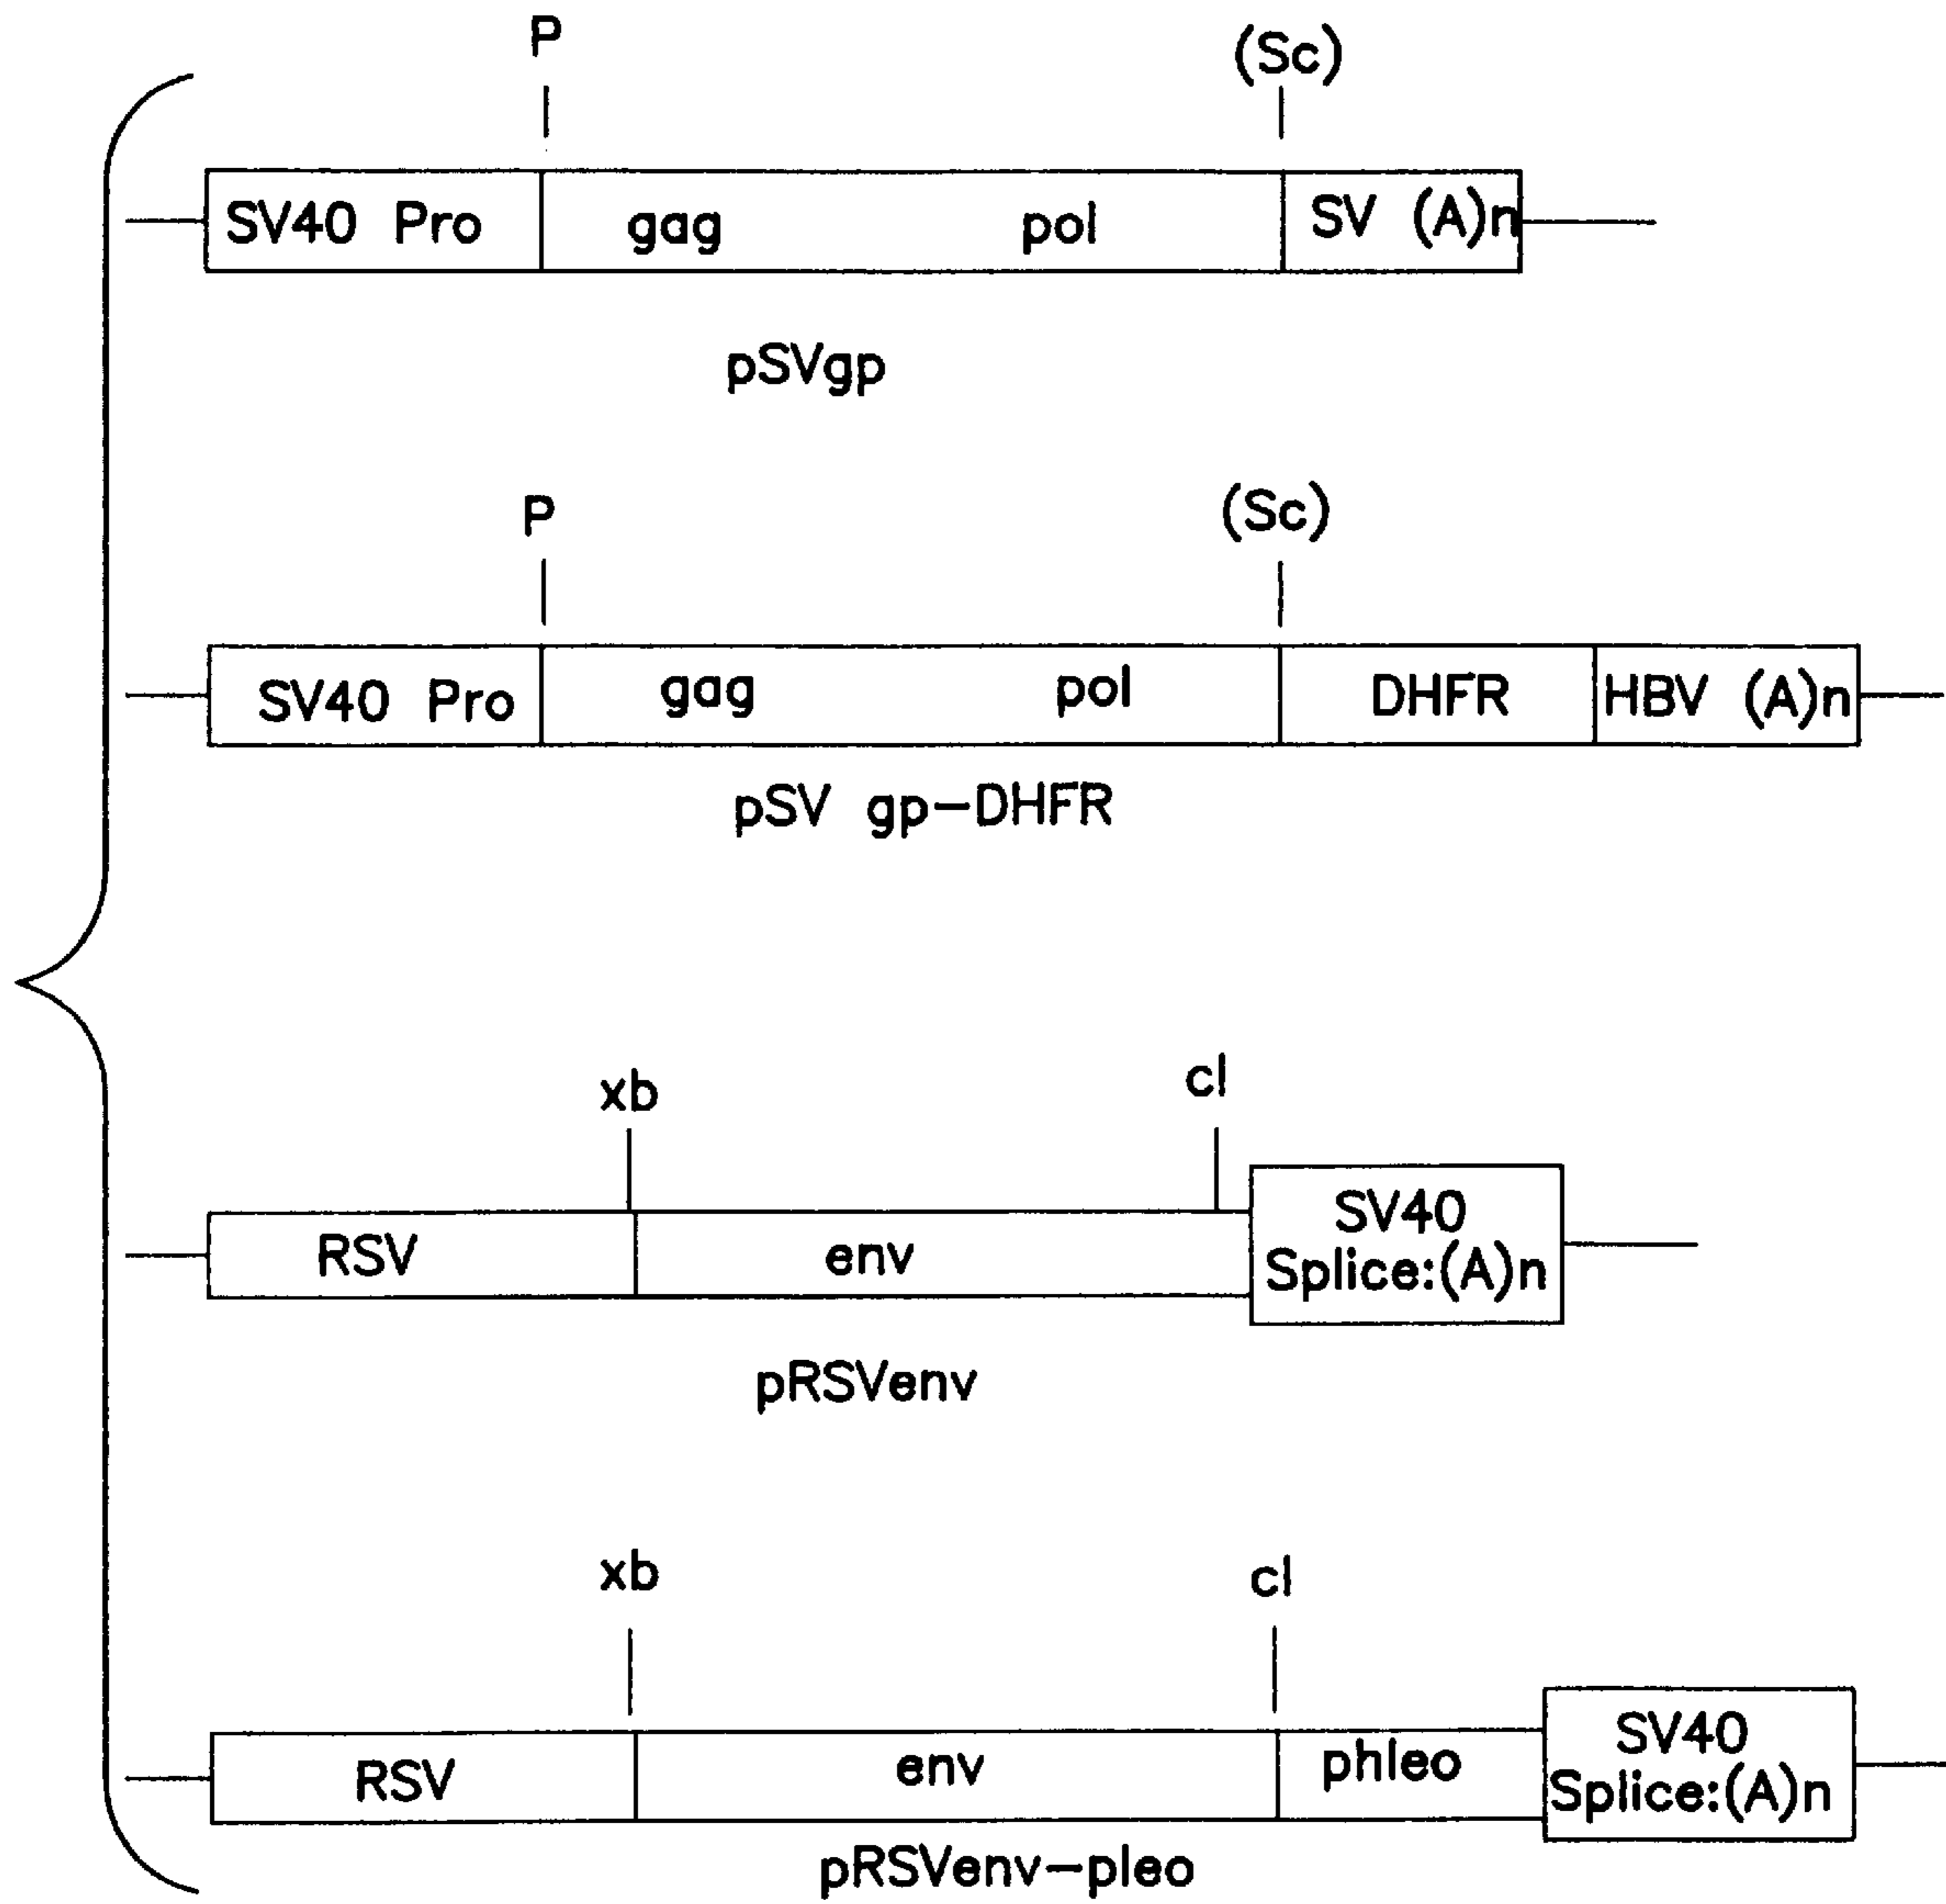 P (Sc)
SV40 Pro gag pol SV (A)n
pSVgp
P (Sc)
SV40 Pro gag pol DHFR HBV (A)n
pSV gp-DHFR
xb cl
RSV env SV40
Splice:(A)n
pRSVenv
xb cl
RSV env phleo SV40
Splice:(A)n
pRSVenv-pleo